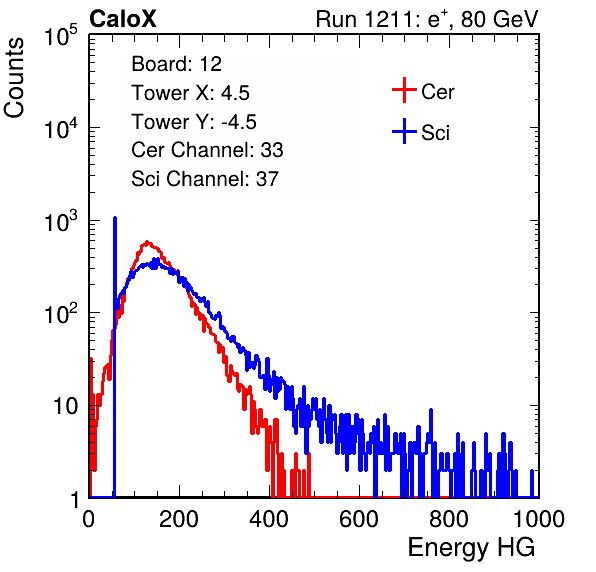 CaloX Run 1211: e⁺, 80 GeV
Counts
Board: 12
Tower X: 4.5
Tower Y: -4.5
Cer Channel: 33
Sci Channel: 37
Cer
Sci
10⁵
10⁴
10³
10²
10
1
0 200 400 600 800 1000
Energy HG